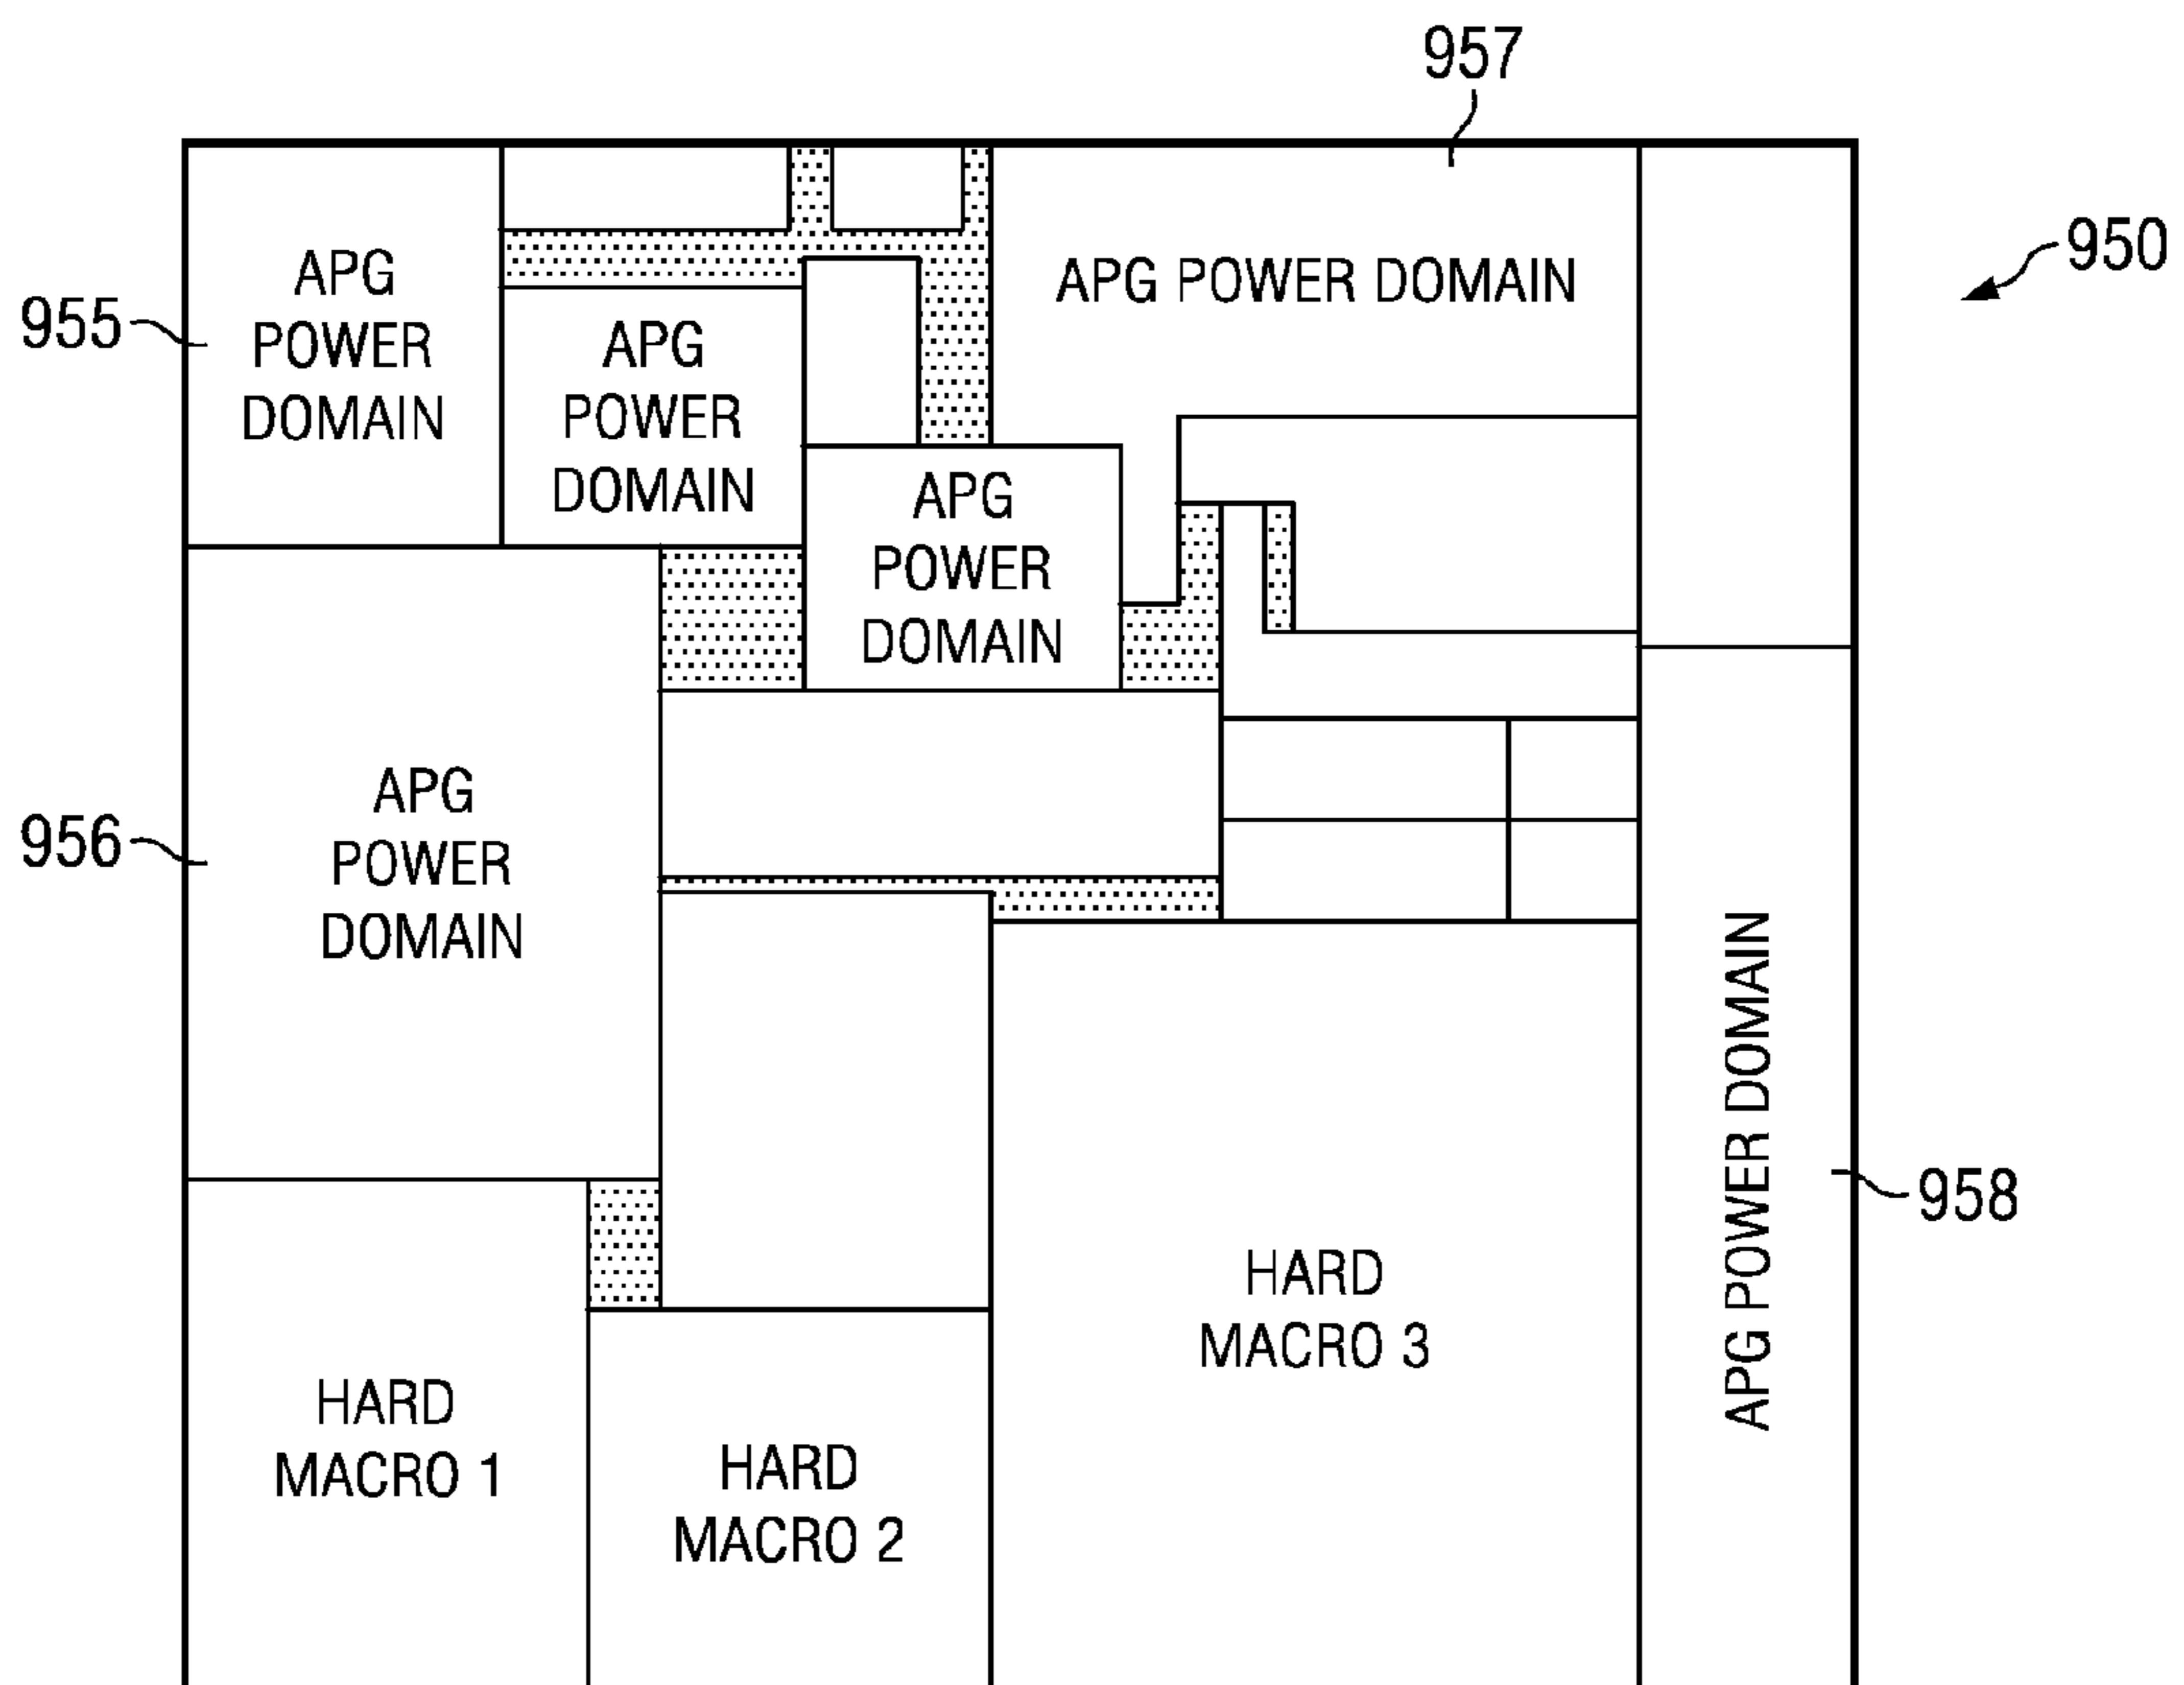 957
950
955
APG
POWER
DOMAIN
APG
POWER
DOMAIN
APG POWER DOMAIN
APG
POWER
DOMAIN
956
APG
POWER
DOMAIN
APG POWER DOMAIN
958
HARD
MACRO 1
HARD
MACRO 2
HARD
MACRO 3